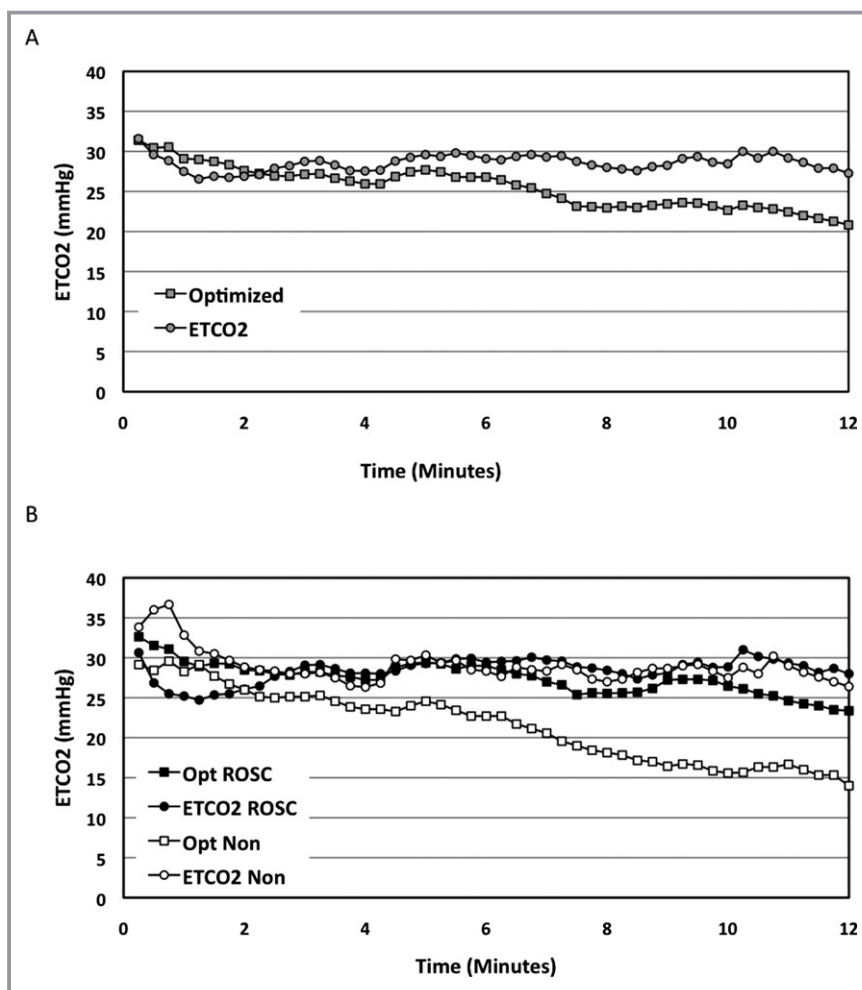 A
40
35
30
25
20
15
10
5
0
ETCO2 (mmHg)
Optimized
ETCO2
0 2 4 6 8 10 12
Time (Minutes)
B
40
35
30
25
20
15
10
5
0
ETCO2 (mmHg)
Opt ROSC
ETCO2 ROSC
Opt Non
ETCO2 Non
0 2 4 6 8 10 12
Time (Minutes)